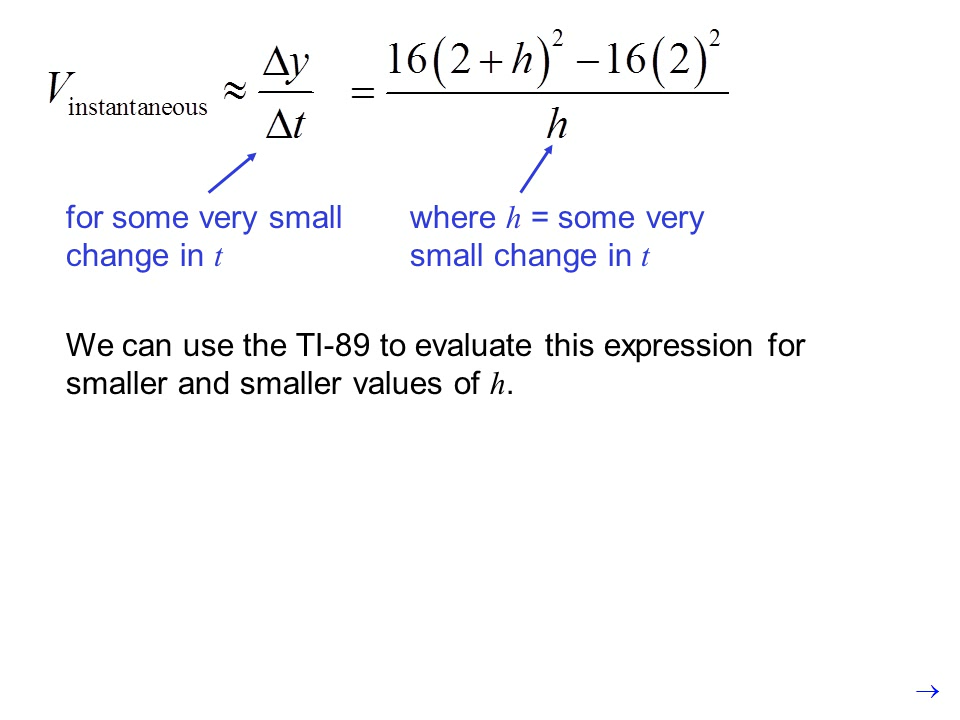 V_instantaneous ≈ Δy/Δt = (16(2+h)² − 16(2)²)/h
for some very small where h = some very
change in t small change in t
We can use the TI-89 to evaluate this expression for
smaller and smaller values of h.
→